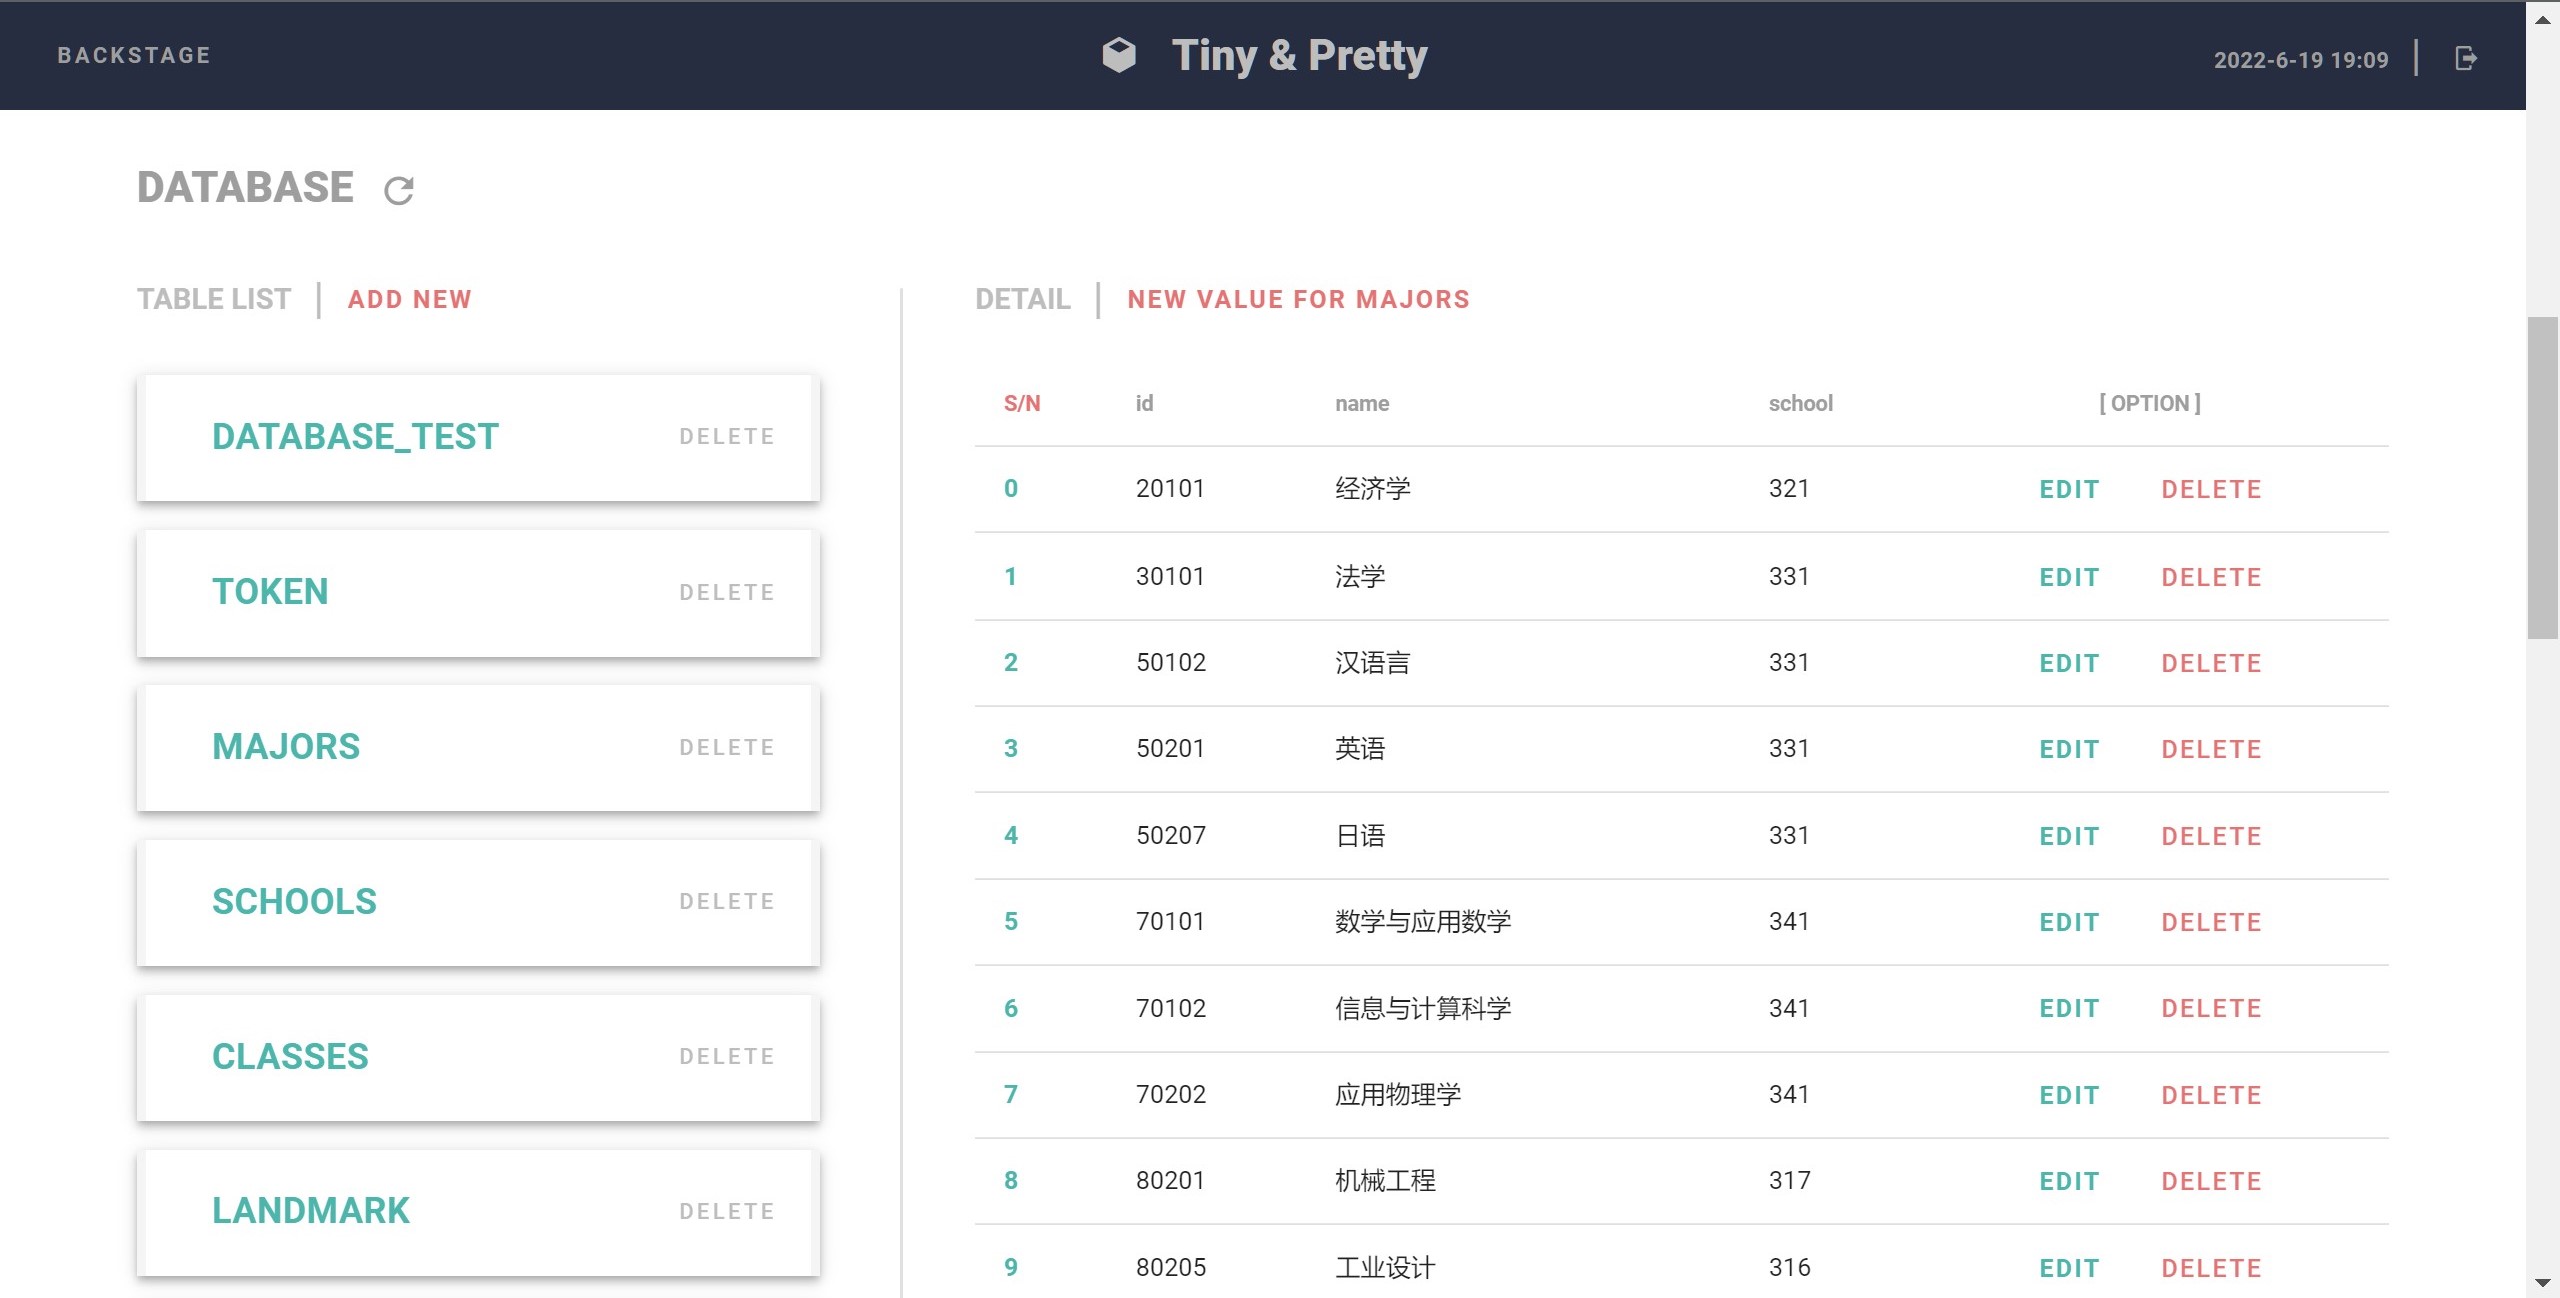 BACKSTAGE
Tiny & Pretty
2022-6-19 19:09
DATABASE
TABLE LIST | ADD NEW
DATABASE_TEST DELETE
TOKEN DELETE
MAJORS DELETE
SCHOOLS DELETE
CLASSES DELETE
LANDMARK DELETE
DETAIL | NEW VALUE FOR MAJORS
S/N id name school [ OPTION ]
0 20101 经济学 321 EDIT DELETE
1 30101 法学 331 EDIT DELETE
2 50102 汉语言 331 EDIT DELETE
3 50201 英语 331 EDIT DELETE
4 50207 日语 331 EDIT DELETE
5 70101 数学与应用数学 341 EDIT DELETE
6 70102 信息与计算科学 341 EDIT DELETE
7 70202 应用物理学 341 EDIT DELETE
8 80201 机械工程 317 EDIT DELETE
9 80205 工业设计 316 EDIT DELETE